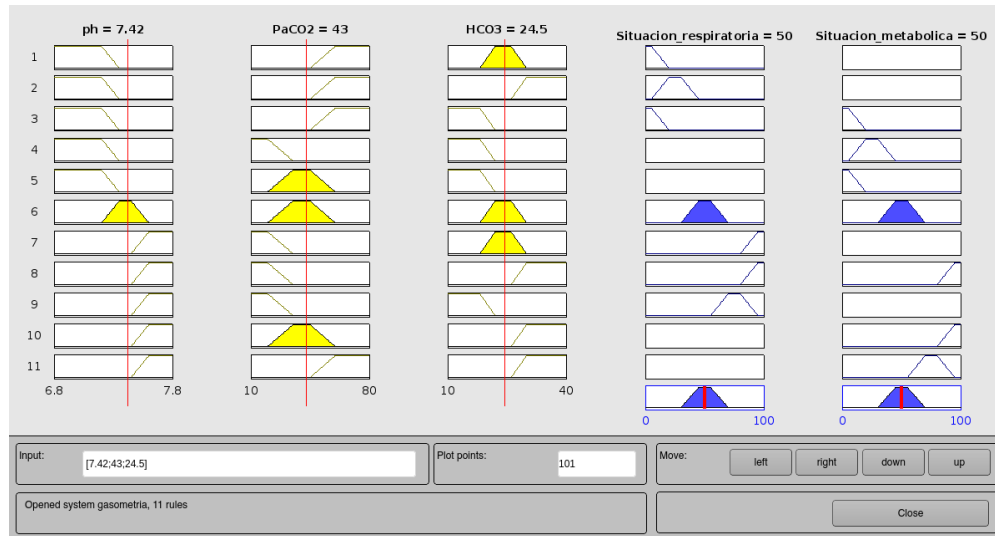 ph = 7.42 PaCO2 = 43 HCO3 = 24.5 Situacion_respiratoria = 50 Situacion_metabolica = 50
1
2
3
4
5
6
7
8
9
10
11
6.8 7.8 10 80 10 40
0 100 0 100
Input: [7.42;43;24.5] Plot points: 101 Move: left right down up
Opened system gasometria, 11 rules Close